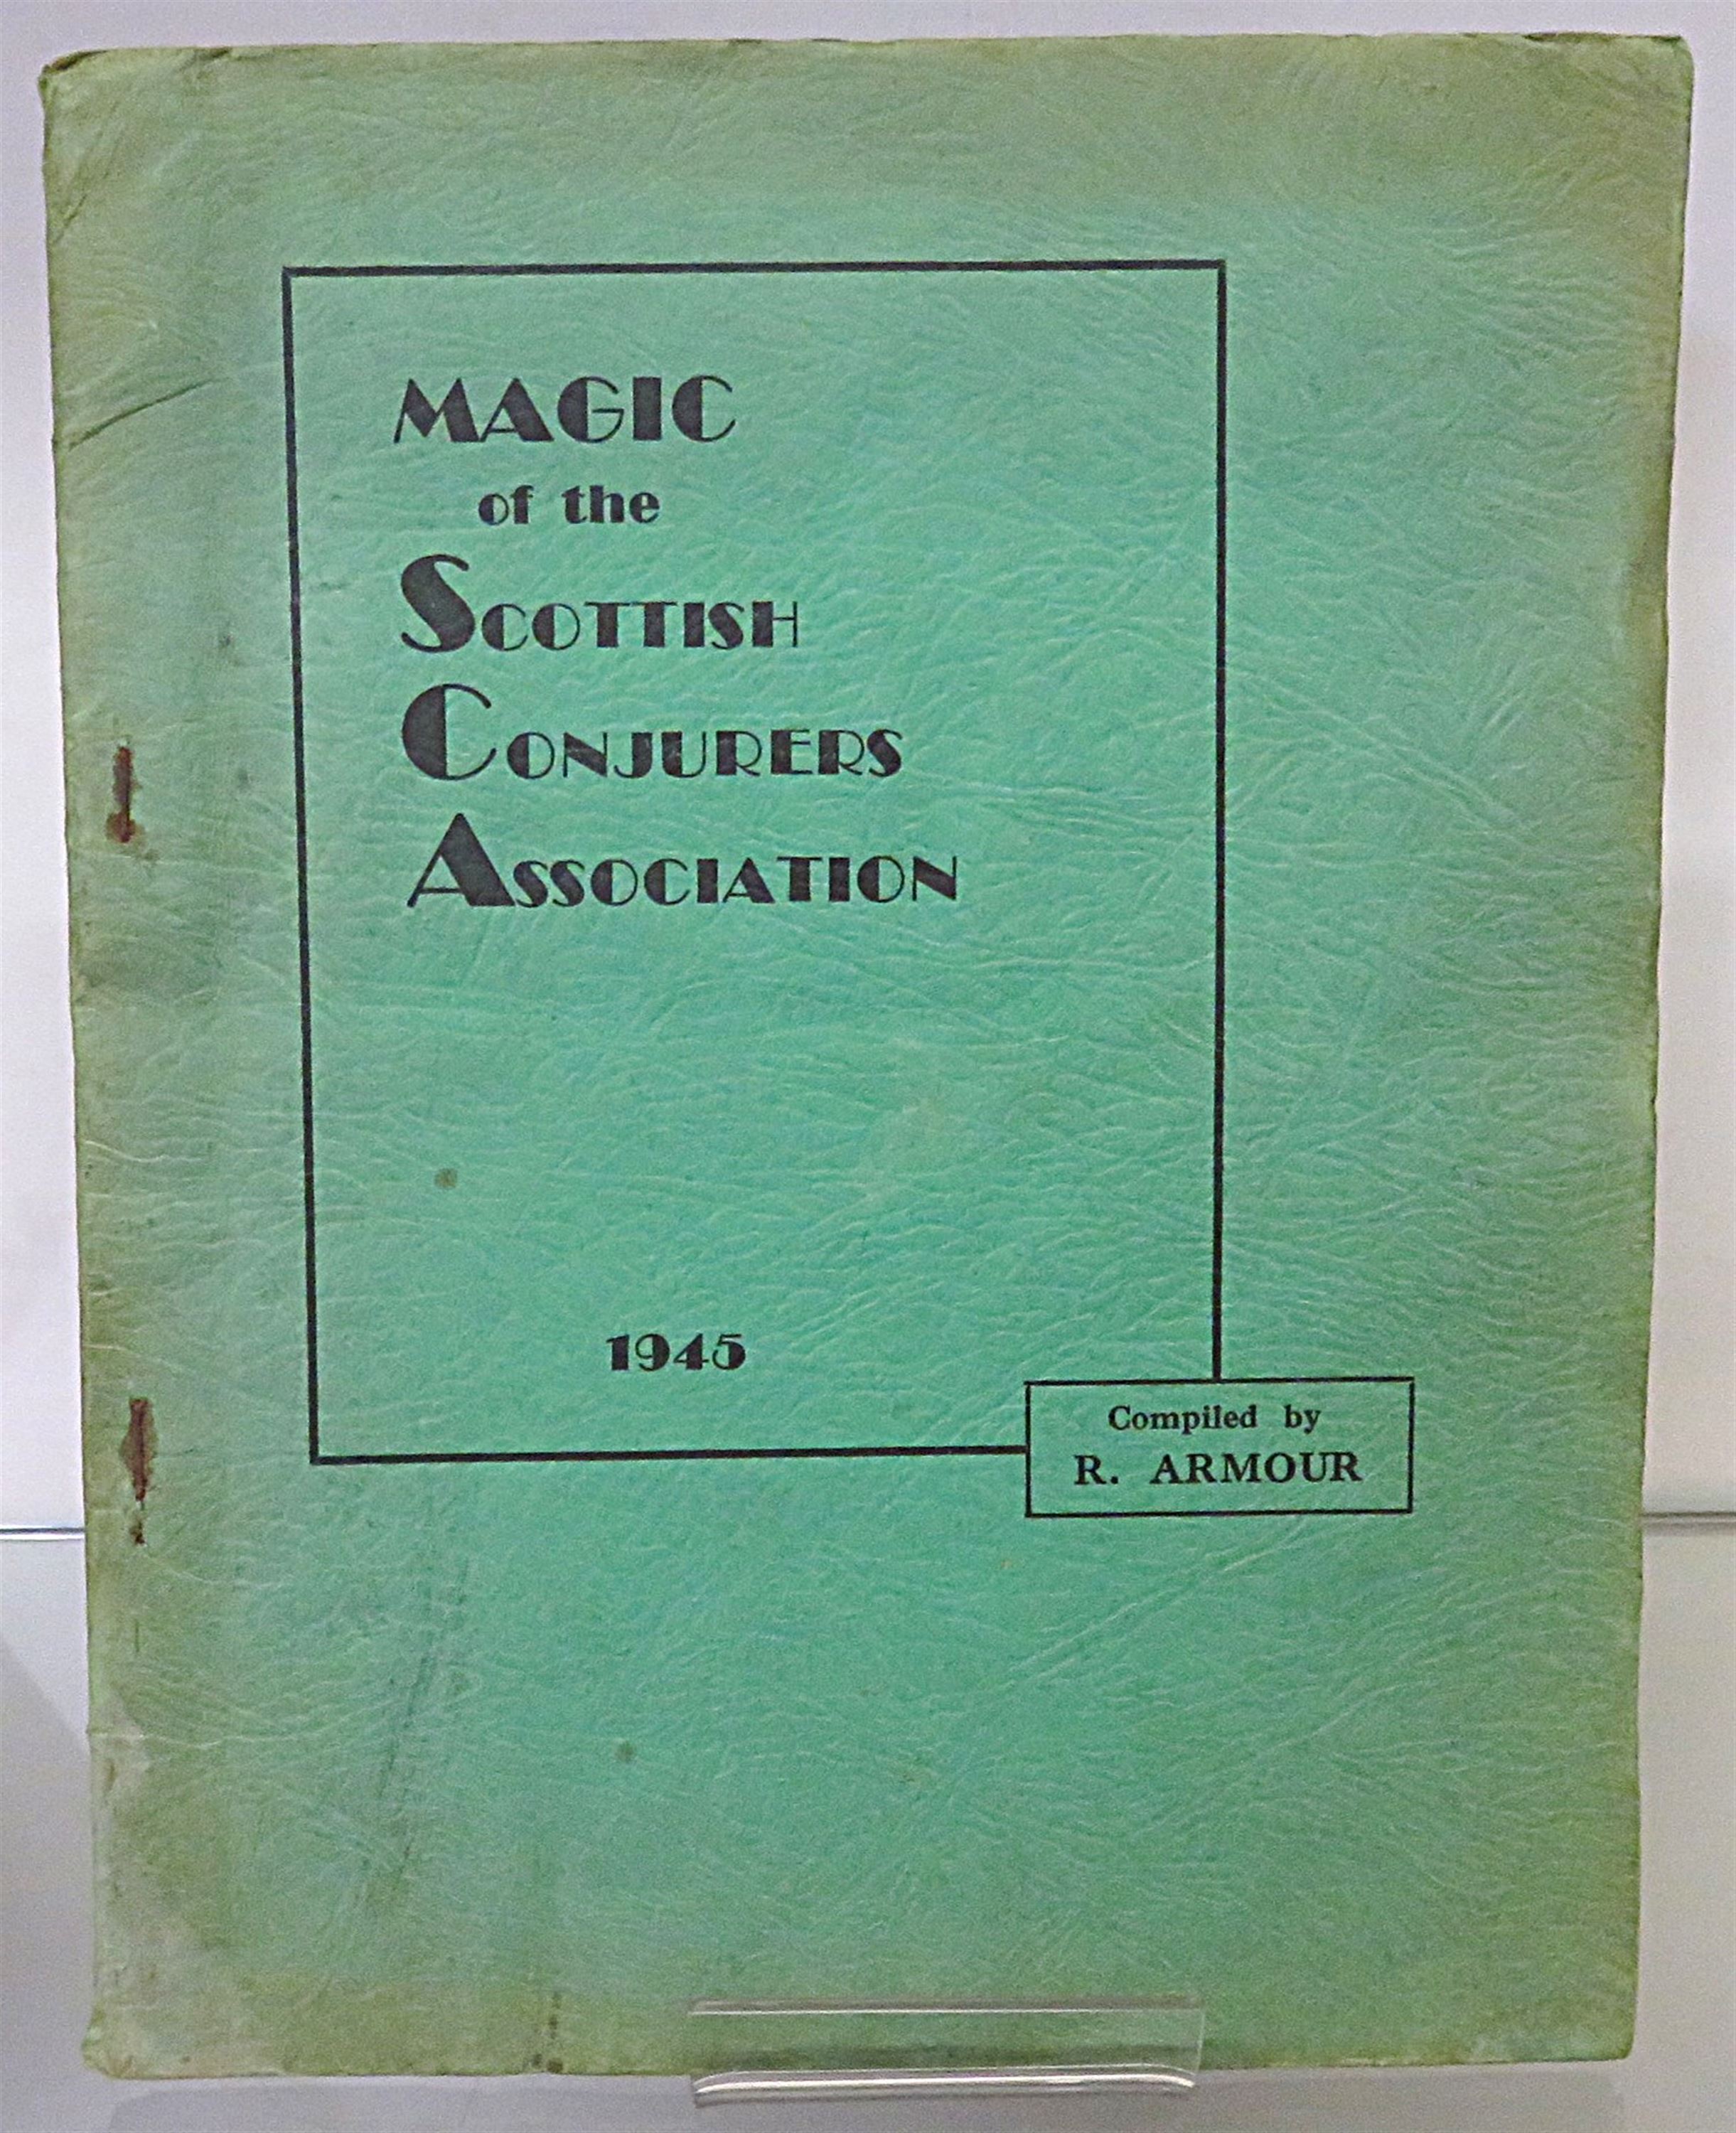 MAGIC
of the
SCOTTISH
CONJURERS
ASSOCIATION
1945
Compiled by
R. ARMOUR